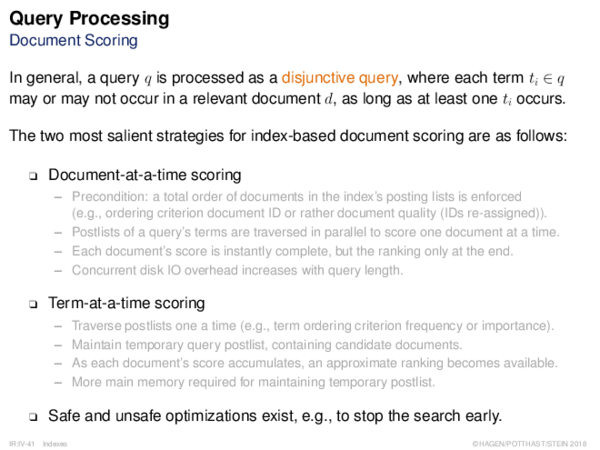 Query Processing
Document Scoring
In general, a query q is processed as a disjunctive query, where each term tᵢ ∈ q
may or may not occur in a relevant document d, as long as at least one tᵢ occurs.
The two most salient strategies for index-based document scoring are as follows:
❑ Document-at-a-time scoring
– Precondition: a total order of documents in the index's posting lists is enforced
(e.g., ordering criterion document ID or rather document quality (IDs re-assigned)).
– Postlists of a query's terms are traversed in parallel to score one document at a time.
– Each document's score is instantly complete, but the ranking only at the end.
– Concurrent disk IO overhead increases with query length.
❑ Term-at-a-time scoring
– Traverse postlists one a time (e.g., term ordering criterion frequency or importance).
– Maintain temporary query postlist, containing candidate documents.
– As each document's score accumulates, an approximate ranking becomes available.
– More main memory required for maintaining temporary postlist.
❑ Safe and unsafe optimizations exist, e.g., to stop the search early.
IR:IV-41 Indexes ©HAGEN/POTTHAST/STEIN 2018